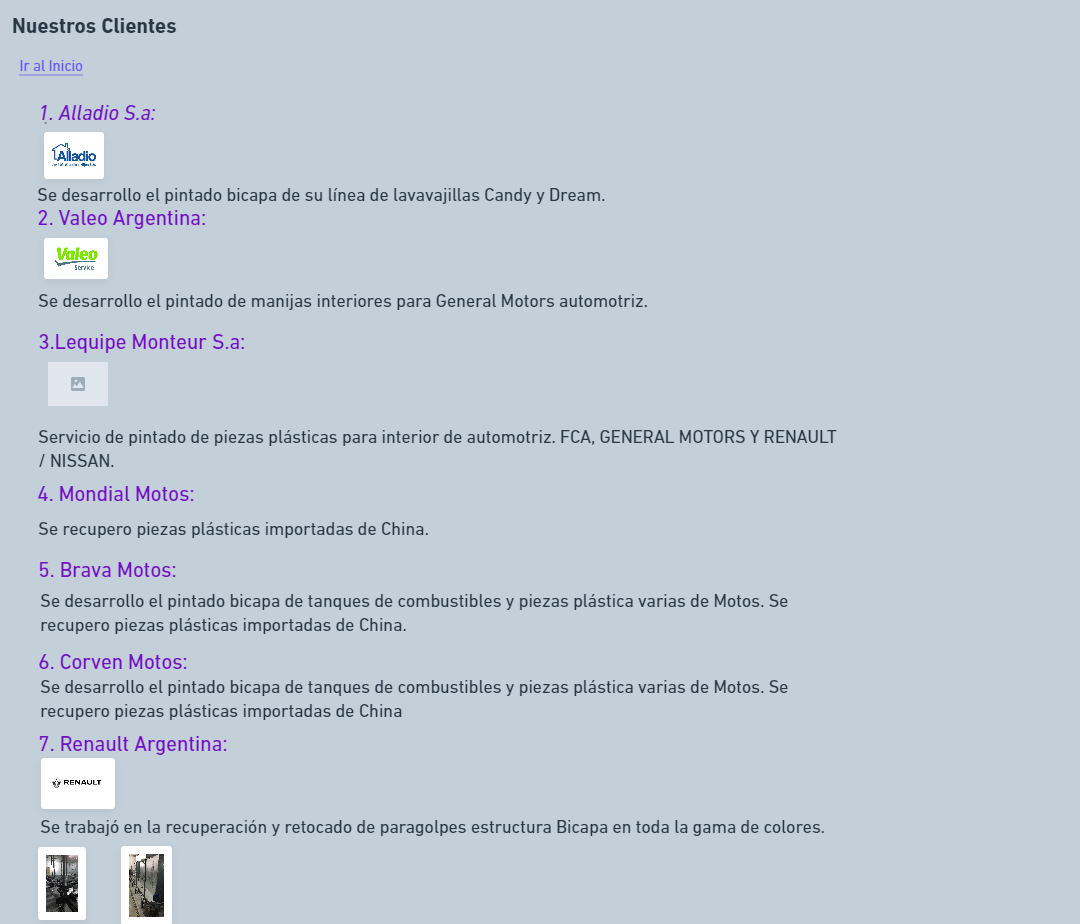 Nuestros Clientes
Ir al Inicio
1. Alladio S.a:
Alladio
Se desarrollo el pintado bicapa de su línea de lavavajillas Candy y Dream.
2. Valeo Argentina:
Valeo
Service
Se desarrollo el pintado de manijas interiores para General Motors automotriz.
3.Lequipe Monteur S.a:
Servicio de pintado de piezas plásticas para interior de automotriz. FCA, GENERAL MOTORS Y RENAULT
/ NISSAN.
4. Mondial Motos:
Se recupero piezas plásticas importadas de China.
5. Brava Motos:
Se desarrollo el pintado bicapa de tanques de combustibles y piezas plástica varias de Motos. Se
recupero piezas plásticas importadas de China.
6. Corven Motos:
Se desarrollo el pintado bicapa de tanques de combustibles y piezas plástica varias de Motos. Se
recupero piezas plásticas importadas de China
7. Renault Argentina:
RENAULT
Se trabajó en la recuperación y retocado de paragolpes estructura Bicapa en toda la gama de colores.